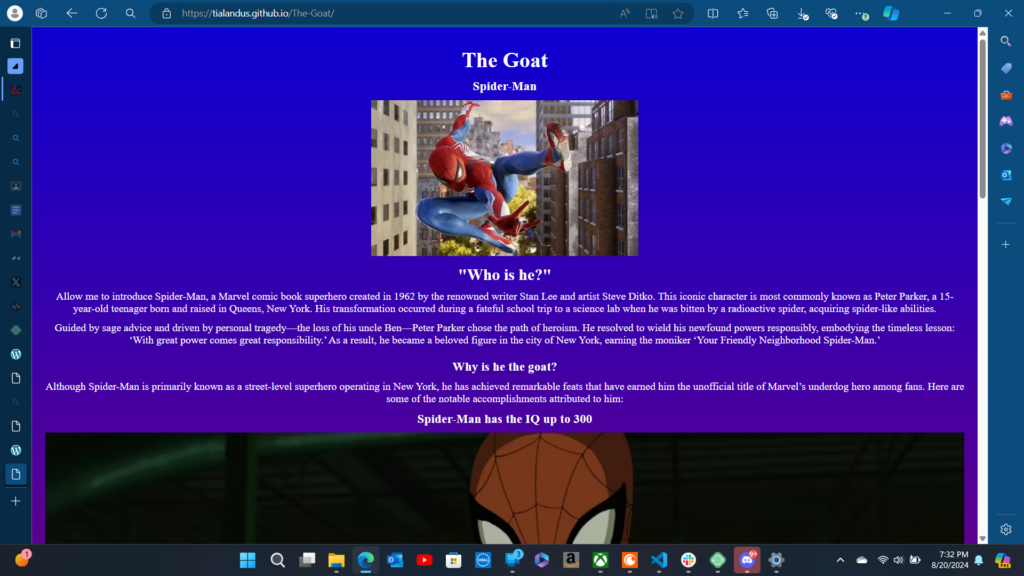 https://tialandus.github.io/The-Goat/
The Goat
Spider-Man
"Who is he?"
Allow me to introduce Spider-Man, a Marvel comic book superhero created in 1962 by the renowned writer Stan Lee and artist Steve Ditko. This iconic character is most commonly known as Peter Parker, a 15-
year-old teenager born and raised in Queens, New York. His transformation occurred during a fateful school trip to a science lab when he was bitten by a radioactive spider, acquiring spider-like abilities.
Guided by sage advice and driven by personal tragedy—the loss of his uncle Ben—Peter Parker chose the path of heroism. He resolved to wield his newfound powers responsibly, embodying the timeless lesson:
‘With great power comes great responsibility.’ As a result, he became a beloved figure in the city of New York, earning the moniker ‘Your Friendly Neighborhood Spider-Man.’
Why is he the goat?
Although Spider-Man is primarily known as a street-level superhero operating in New York, he has achieved remarkable feats that have earned him the unofficial title of Marvel’s underdog hero among fans. Here are
some of the notable accomplishments attributed to him:
Spider-Man has the IQ up to 300
7:32 PM
8/20/2024